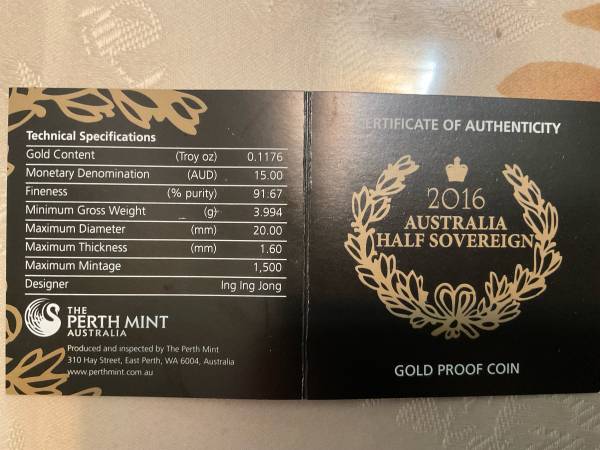 Technical Specifications
Gold Content (Troy oz) 0.1176
Monetary Denomination (AUD) 15.00
Fineness (% purity) 91.67
Minimum Gross Weight (g) 3.994
Maximum Diameter (mm) 20.00
Maximum Thickness (mm) 1.60
Maximum Mintage 1,500
Designer Ing Ing Jong
THE
PERTH MINT
AUSTRALIA
Produced and inspected by The Perth Mint
310 Hay Street, East Perth, WA 6004, Australia
www.perthmint.com.au
CERTIFICATE OF AUTHENTICITY
2016
AUSTRALIA
HALF SOVEREIGN
GOLD PROOF COIN